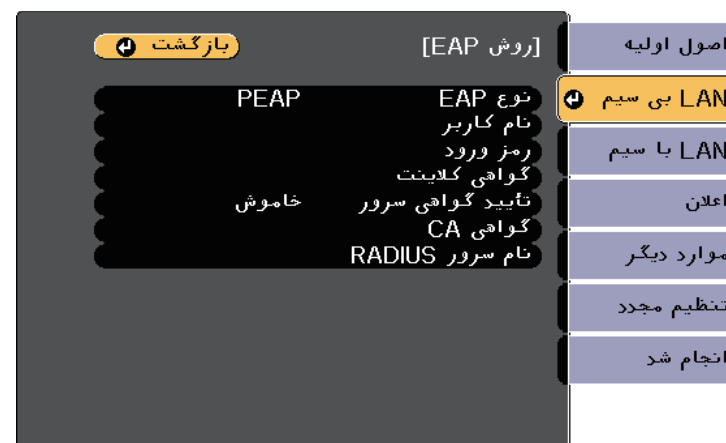 [روش EAP]
بازگشت
نوع EAP PEAP
نام کاربر
رمز ورود
گواهی کلاینت
تأیید گواهی سرور خاموش
گواهی CA
نام سرور RADIUS
اصول اولیه
LAN بی سیم
LAN با سیم
اعلان
موارد دیگر
تنظیم مجدد
انجام شد